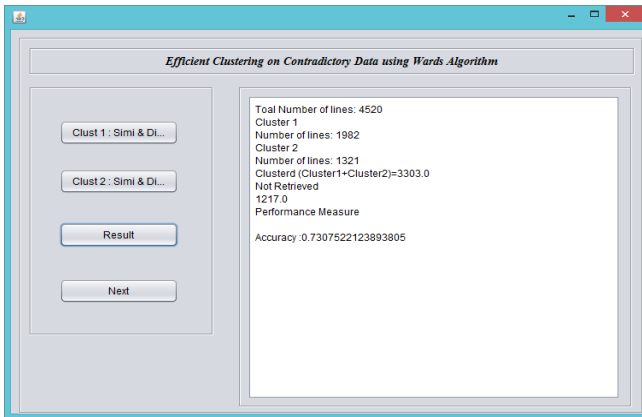 Efficient Clustering on Contradictory Data using Wards Algorithm
Clust 1 : Simi & Di...
Clust 2 : Simi & Di...
Result
Next
Toal Number of lines: 4520
Cluster 1
Number of lines: 1982
Cluster 2
Number of lines: 1321
Clusterd (Cluster1+Cluster2)=3303.0
Not Retrieved
1217.0
Performance Measure
Accuracy :0.7307522123893805